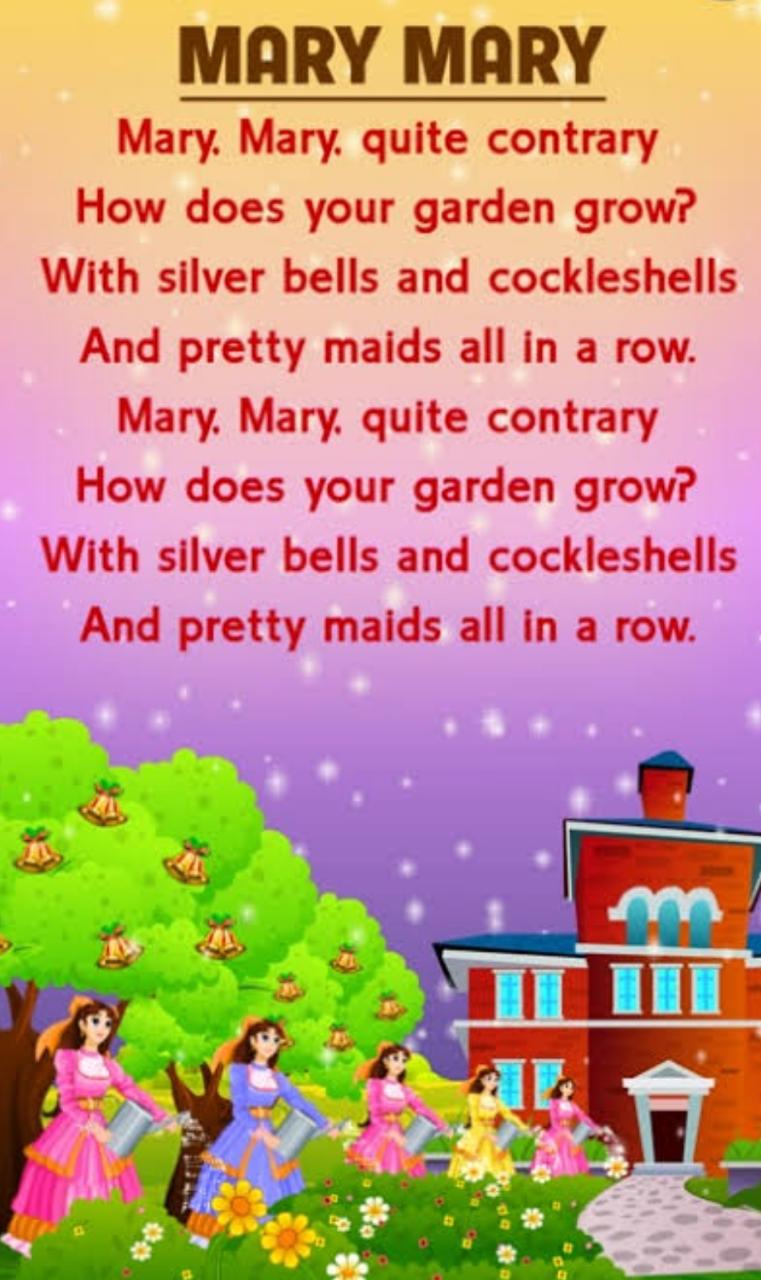 MARY MARY
Mary. Mary. quite contrary
How does your garden grow?
With silver bells and cockleshells
And pretty maids all in a row.
Mary. Mary. quite contrary
How does your garden grow?
With silver bells and cockleshells
And pretty maids all in a row.